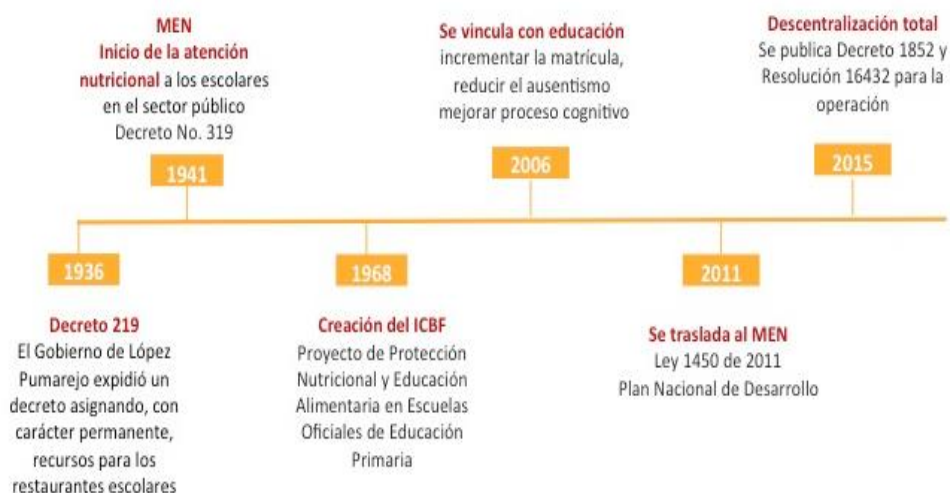 MEN
Inicio de la atención
nutricional a los escolares
en el sector público
Decreto No. 319
1941
Se vincula con educación
incrementar la matrícula,
reducir el ausentismo
mejorar proceso cognitivo
2006
Descentralización total
Se publica Decreto 1852 y
Resolución 16432 para la
operación
2015
1936
Decreto 219
El Gobierno de López
Pumarejo expidió un
decreto asignando, con
carácter permanente,
recursos para los
restaurantes escolares
1968
Creación del ICBF
Proyecto de Protección
Nutricional y Educación
Alimentaria en Escuelas
Oficiales de Educación
Primaria
2011
Se traslada al MEN
Ley 1450 de 2011
Plan Nacional de Desarrollo